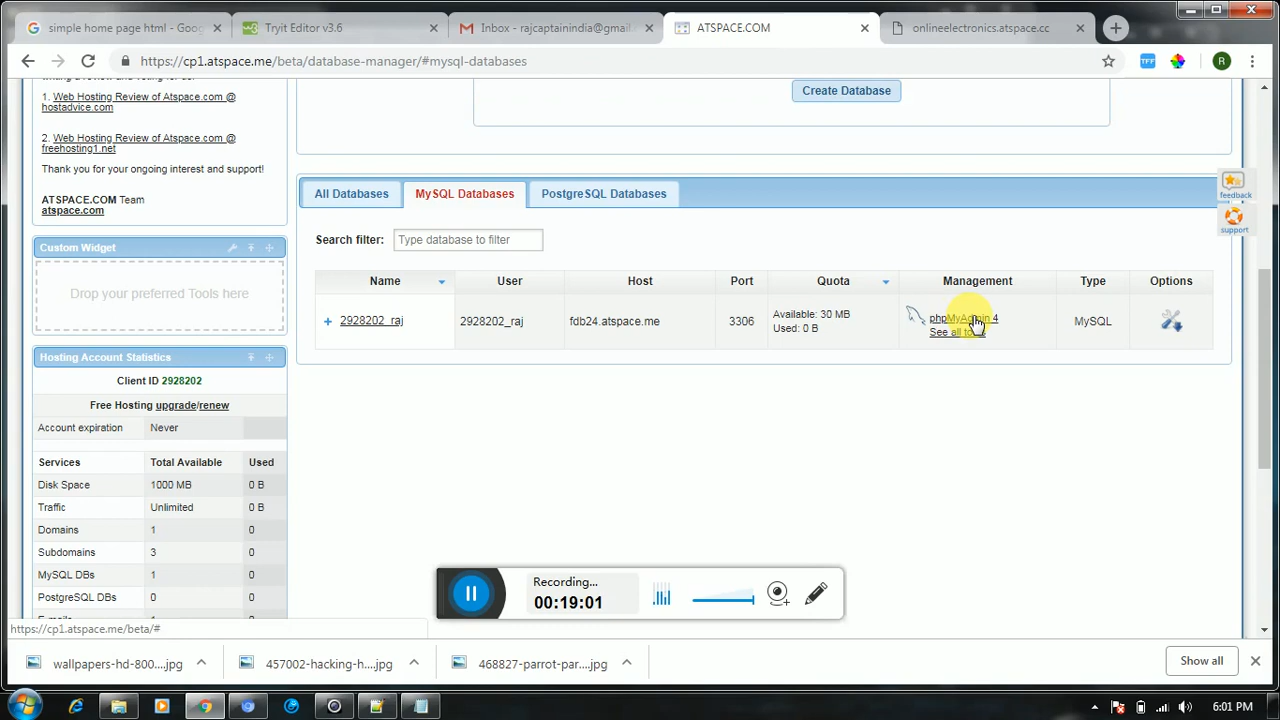 simple home page html - Goog
Tryit Editor v3.6
Inbox - rajcaptainindia@gmail.
ATSPACE.COM
onlineelectronics.atspace.cc
https://cp1.atspace.me/beta/database-manager/#mysql-databases
TFF
R
1. Web Hosting Review of Atspace.com @
hostadvice.com
2. Web Hosting Review of Atspace.com @
freehosting1.net
Thank you for your ongoing interest and support!
ATSPACE.COM Team
atspace.com
Custom Widget
Drop your preferred Tools here
Hosting Account Statistics
Client ID 2928202
Free Hosting upgrade/renew
Account expiration Never
Services Total Available Used
Disk Space 1000 MB 0 B
Traffic Unlimited 0 B
Domains 1 0
Subdomains 3 0
MySQL DBs 1 0
PostgreSQL DBs 0 0
Create Database
All Databases MySQL Databases PostgreSQL Databases
Search filter: Type database to filter
Name User Host Port Quota Management Type Options
2928202_raj 2928202_raj fdb24.atspace.me 3306 Available: 30 MB phpMyAdmin 4 MySQL
Used: 0 B See all
feedback
support
Recording...
00:19:01
https://cp1.atspace.me/beta/#
wallpapers-hd-800....jpg
457002-hacking-h....jpg
468827-parrot-par....jpg
Show all
6:01 PM